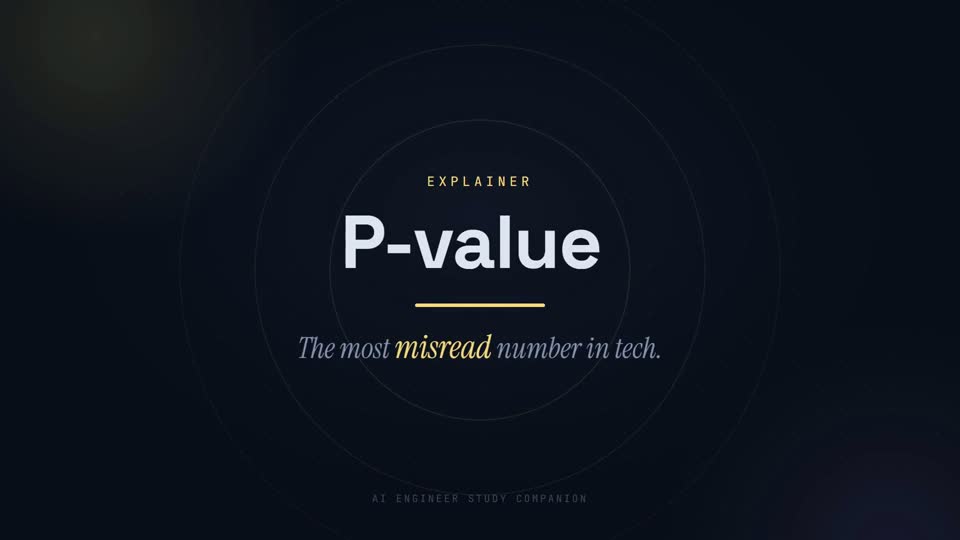 EXPLAINER
P-value
The most misread number in tech.
AI ENGINEER STUDY COMPANION